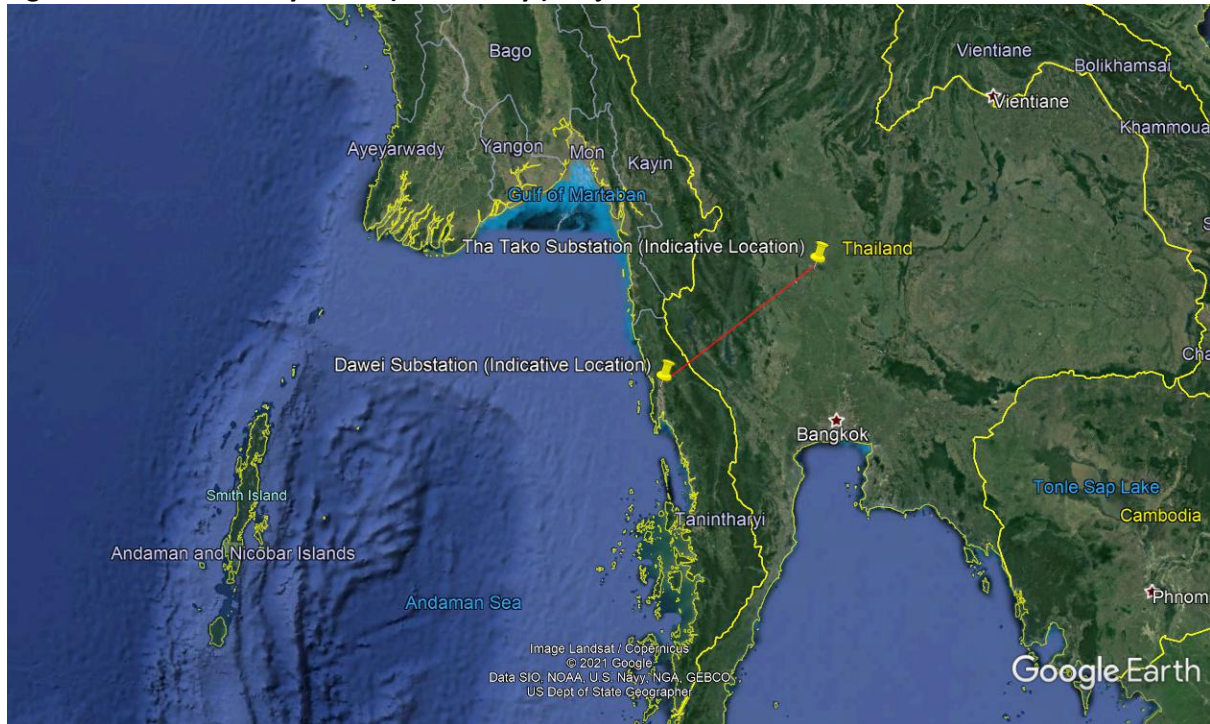 Bago
Vientiane
Bolikhamsai
Vientiane
Khammoua
Ayeyarwady
Yangon
Mon
Kayin
Gulf of Martaban
Tha Tako Substation (Indicative Location)
Thailand
Dawei Substation (Indicative Location)
Cha
Bangkok
Smith Island
Tonle Sap Lake
Cambodia
Tanintharyi
Andaman and Nicobar Islands
Andaman Sea
Phnom
Image Landsat / Copernicus
© 2021 Google
Data SIO, NOAA, U.S. Navy, NGA, GEBCO
US Dept of State Geographer
Google Earth